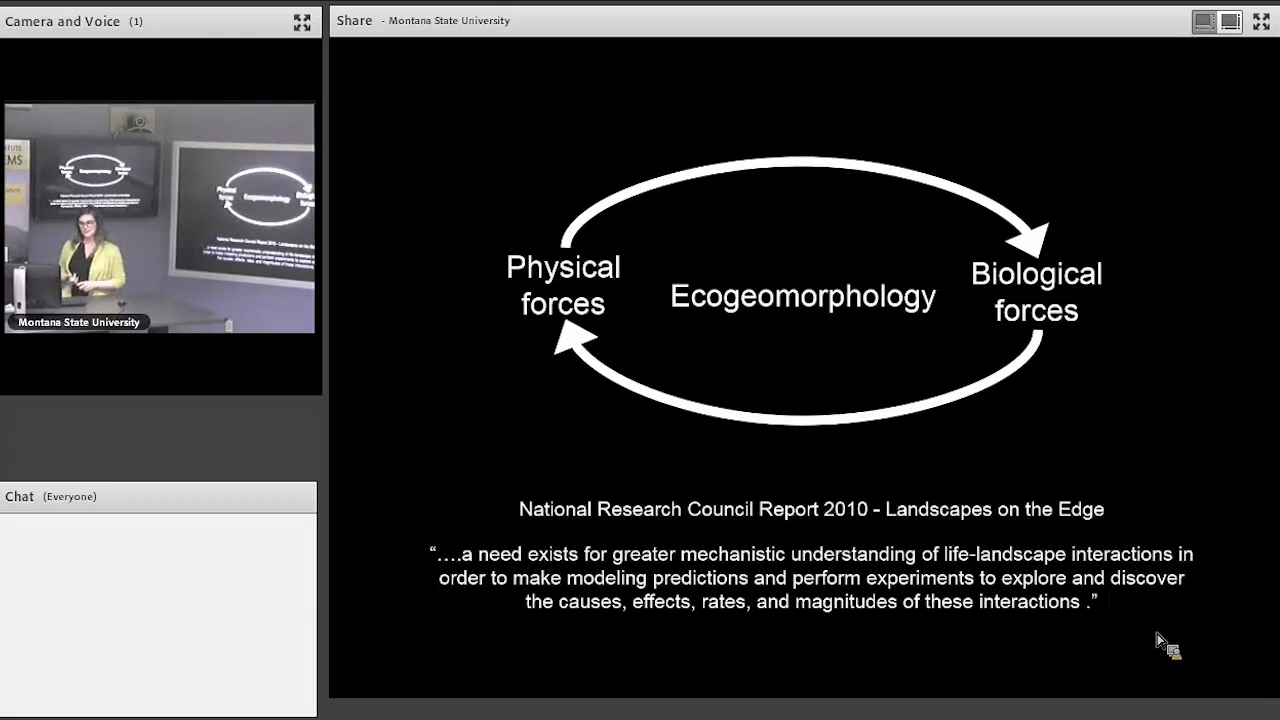 Camera and Voice (1)
Share - Montana State University
Physical
forces
Ecogeomorphology
Biological
forces
Montana State University
Chat (Everyone)
National Research Council Report 2010 - Landscapes on the Edge
“….a need exists for greater mechanistic understanding of life-landscape interactions in
order to make modeling predictions and perform experiments to explore and discover
the causes, effects, rates, and magnitudes of these interactions .”